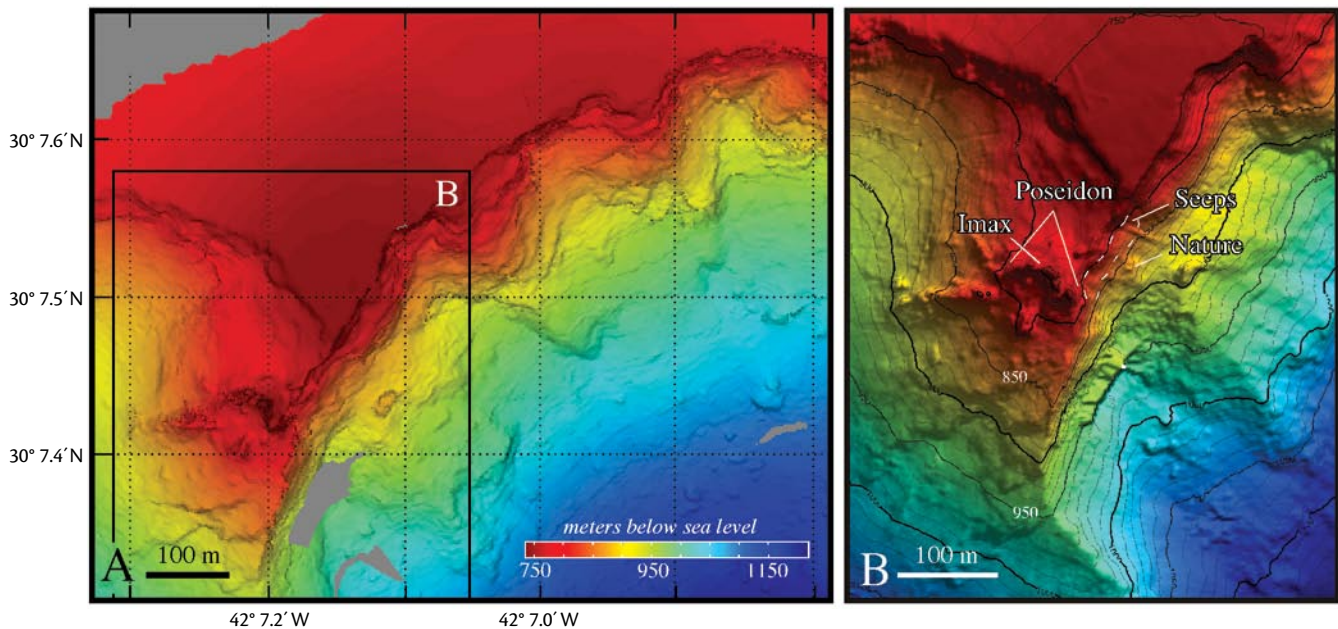 30° 7.6´N
30° 7.5´N
30° 7.4´N
B
A
100 m
meters below sea level
750 950 1150
42° 7.2´ W 42° 7.0´ W
Poseidon
Imax
Seeps
Nature
850
950
B
100 m